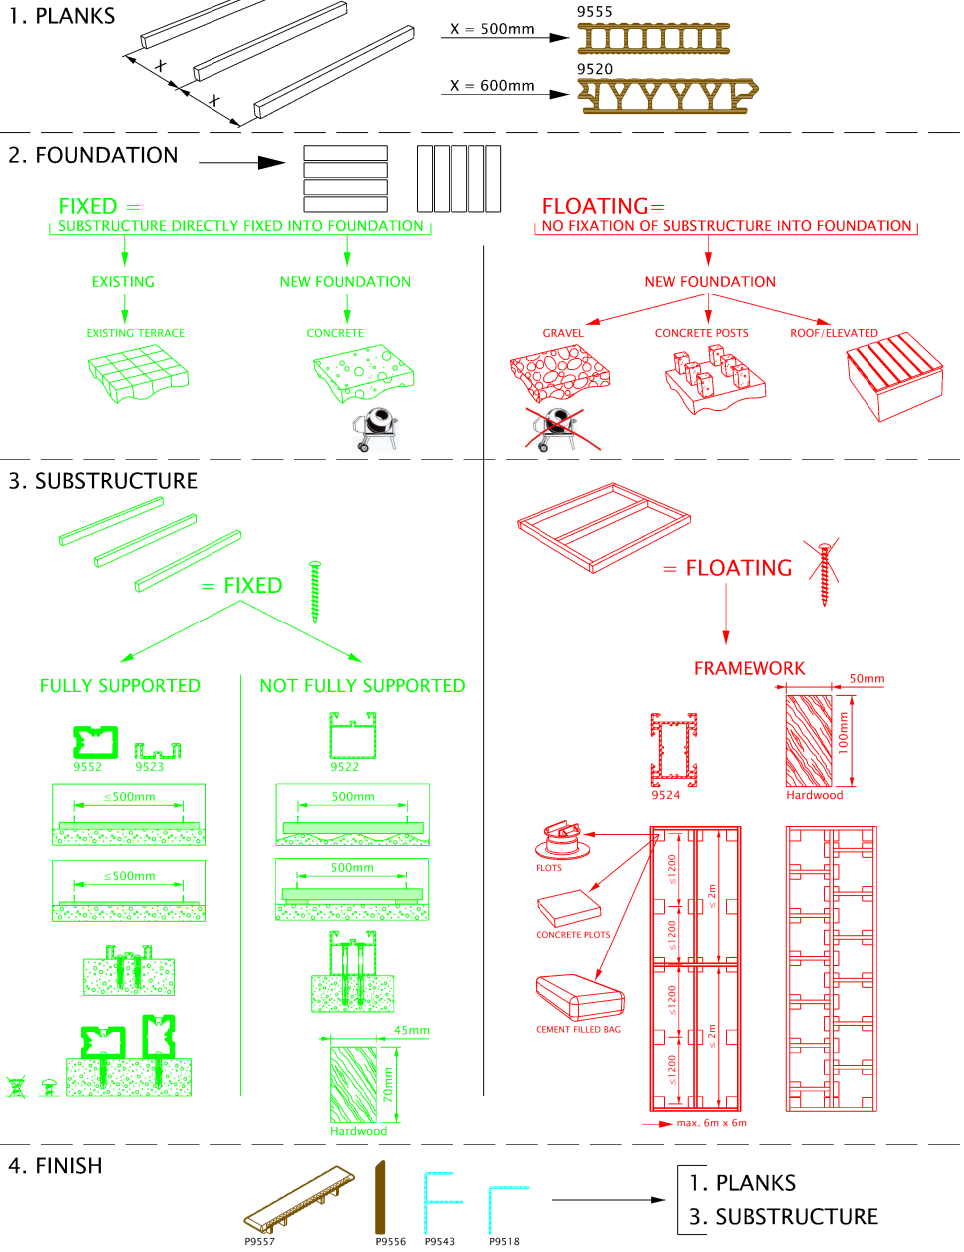 1. PLANKS
X
X
X = 500mm
9555
X = 600mm
9520
2. FOUNDATION
FIXED =
SUBSTRUCTURE DIRECTLY FIXED INTO FOUNDATION
EXISTING
NEW FOUNDATION
EXISTING TERRACE
CONCRETE
FLOATING=
NO FIXATION OF SUBSTRUCTURE INTO FOUNDATION
NEW FOUNDATION
GRAVEL
CONCRETE POSTS
ROOF/ELEVATED
3. SUBSTRUCTURE
= FIXED
FULLY SUPPORTED
NOT FULLY SUPPORTED
9552
9523
9522
≤500mm
500mm
≤500mm
500mm
45mm
70mm
Hardwood
= FLOATING
FRAMEWORK
50mm
100mm
9524
Hardwood
FLOTS
CONCRETE PLOTS
CEMENT FILLED BAG
≤1200
≤1200
≤1200
≤1200
≤ 2m
≤ 2m
max. 6m x 6m
4. FINISH
P9557
P9556
P9543
P9518
1. PLANKS
3. SUBSTRUCTURE